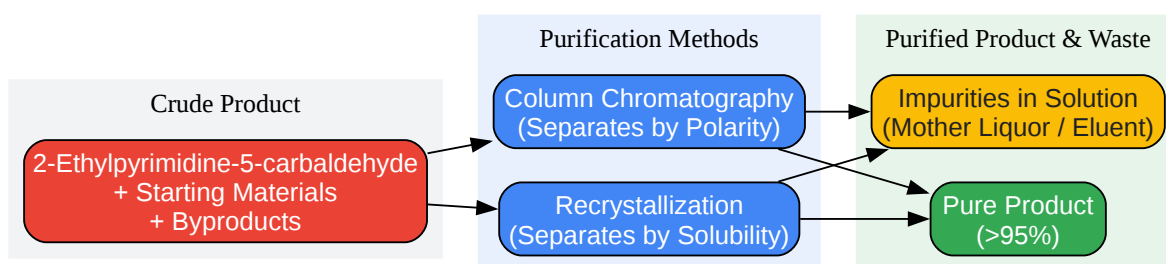 Crude Product
2-Ethylpyrimidine-5-carbaldehyde
+ Starting Materials
+ Byproducts
Purification Methods
Column Chromatography
(Separates by Polarity)
Recrystallization
(Separates by Solubility)
Purified Product & Waste
Impurities in Solution
(Mother Liquor / Eluent)
Pure Product
(>95%)